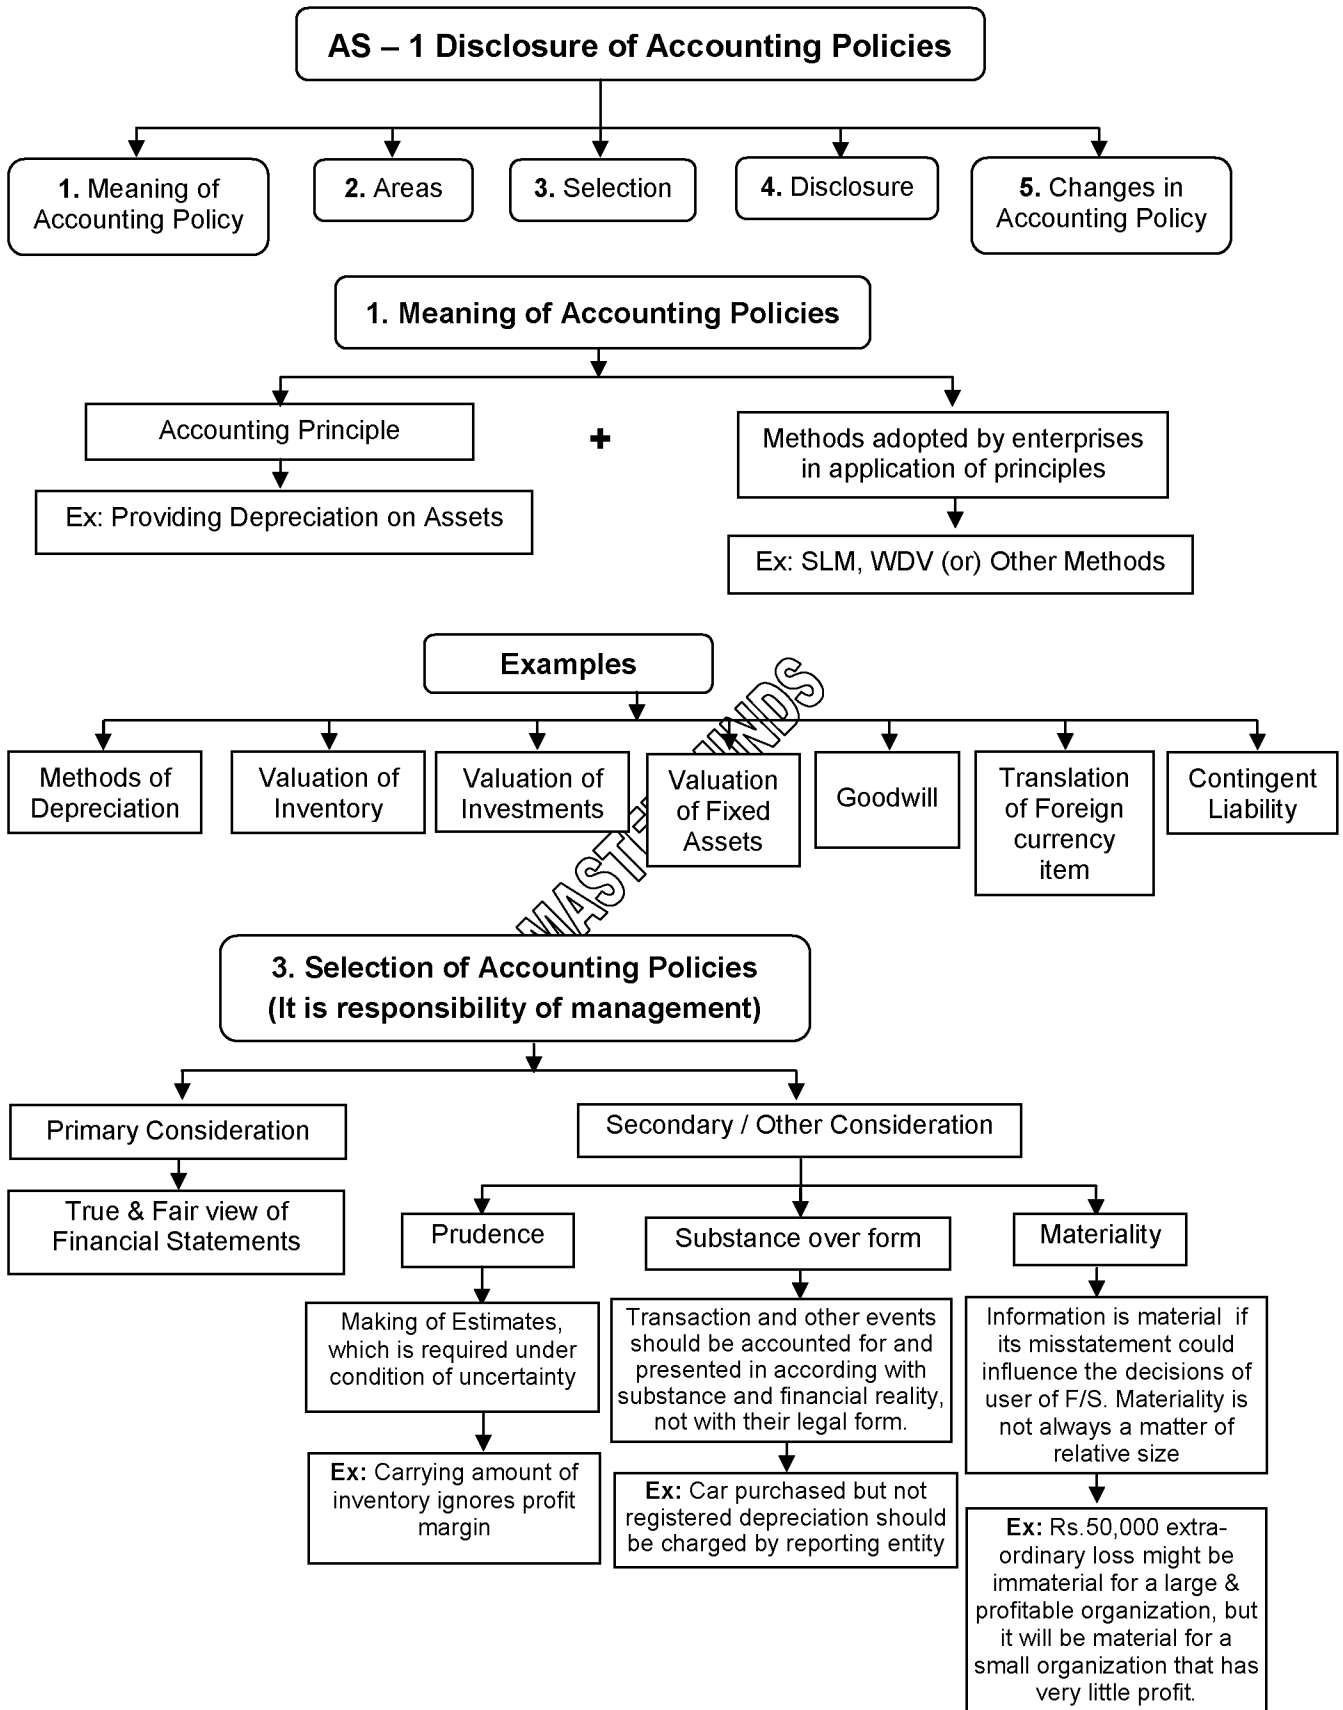 AS – 1 Disclosure of Accounting Policies
1. Meaning of
Accounting Policy
2. Areas
3. Selection
4. Disclosure
5. Changes in
Accounting Policy
1. Meaning of Accounting Policies
Accounting Principle
+
Methods adopted by enterprises
in application of principles
Ex: Providing Depreciation on Assets
Ex: SLM, WDV (or) Other Methods
Examples
Methods of
Depreciation
Valuation of
Inventory
Valuation of
Investments
Valuation
of Fixed
Assets
Goodwill
Translation
of Foreign
currency
item
Contingent
Liability
3. Selection of Accounting Policies
(It is responsibility of management)
Primary Consideration
True & Fair view of
Financial Statements
Secondary / Other Consideration
Prudence
Making of Estimates,
which is required under
condition of uncertainty
Ex: Carrying amount of
inventory ignores profit
margin
Substance over form
Transaction and other events
should be accounted for and
presented in according with
substance and financial reality,
not with their legal form.
Ex: Car purchased but not
registered depreciation should
be charged by reporting entity
Materiality
Information is material if
its misstatement could
influence the decisions of
user of F/S. Materiality is
not always a matter of
relative size
Ex: Rs.50,000 extra-
ordinary loss might be
immaterial for a large &
profitable organization, but
it will be material for a
small organization that has
very little profit.